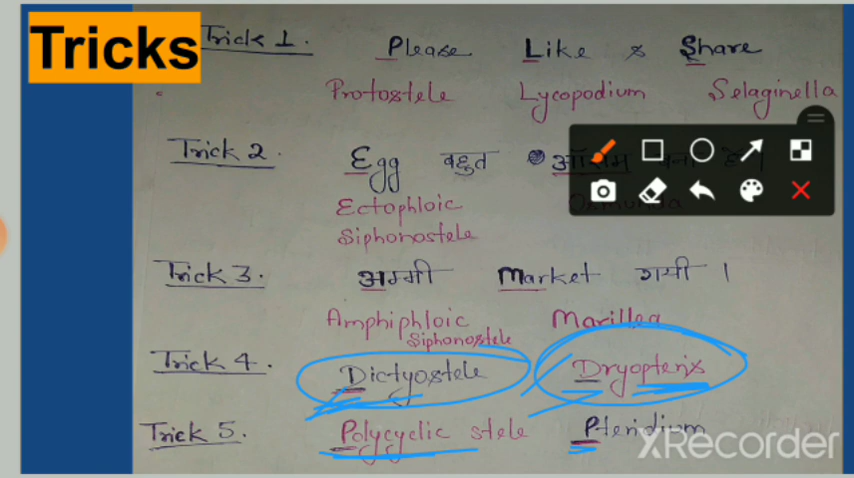 Tricks
Trick 1. Please Like & Share
Protostele Lycopodium Selaginella
Trick 2. Egg बहुत
Ectophloic
Siphonostele
Trick 3. अम्मी Market गयी ।
Amphiphloic Marillea
Siphonostele
Trick 4. Dictyostele Dryopteris
Trick 5. Polycyclic stele Pteridium
XRecorder